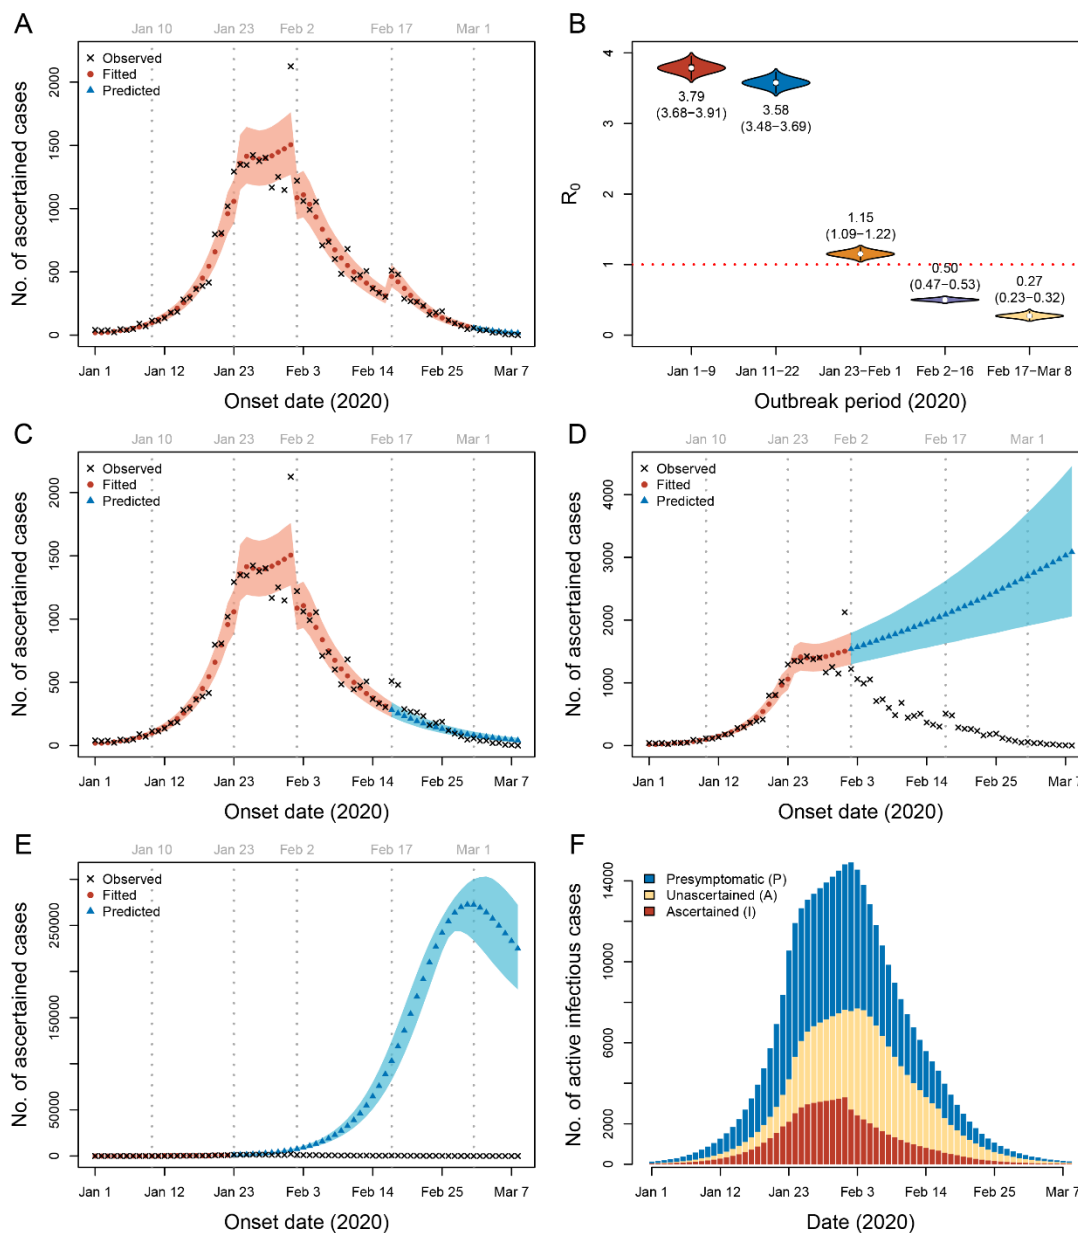 A
Jan 10 Jan 23 Feb 2 Feb 17 Mar 1
Observed
Fitted
Predicted
No. of ascertained cases
2000
1500
1000
500
0
Jan 1 Jan 12 Jan 23 Feb 3 Feb 14 Feb 25 Mar 7
Onset date (2020)
B
R0
4
3
2
1
0
3.79
(3.68−3.91)
3.58
(3.48−3.69)
1.15
(1.09−1.22)
0.50
(0.47−0.53)
0.27
(0.23−0.32)
Jan 1−9 Jan 11−22 Jan 23−Feb 1 Feb 2−16 Feb 17−Mar 8
Outbreak period (2020)
C
Jan 10 Jan 23 Feb 2 Feb 17 Mar 1
Observed
Fitted
Predicted
No. of ascertained cases
2000
1500
1000
500
0
Jan 1 Jan 12 Jan 23 Feb 3 Feb 14 Feb 25 Mar 7
Onset date (2020)
D
Jan 10 Jan 23 Feb 2 Feb 17 Mar 1
Observed
Fitted
Predicted
No. of ascertained cases
4000
3000
2000
1000
0
Jan 1 Jan 12 Jan 23 Feb 3 Feb 14 Feb 25 Mar 7
Onset date (2020)
E
Jan 10 Jan 23 Feb 2 Feb 17 Mar 1
Observed
Fitted
Predicted
No. of ascertained cases
250000
150000
50000
0
Jan 1 Jan 12 Jan 23 Feb 3 Feb 14 Feb 25 Mar 7
Onset date (2020)
F
Presymptomatic (P)
Unascertained (A)
Ascertained (I)
No. of active infectious cases
14000
10000
6000
2000
0
Jan 1 Jan 12 Jan 23 Feb 3 Feb 14 Feb 25 Mar 7
Date (2020)